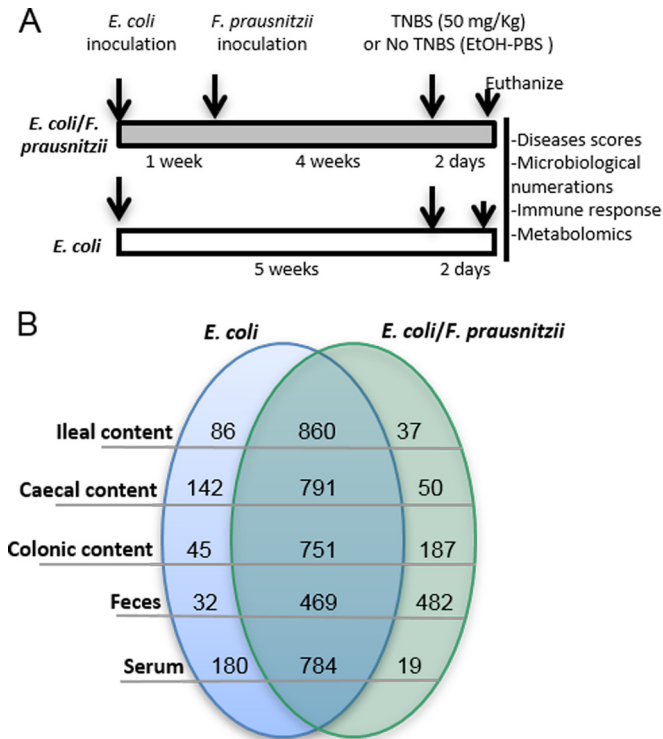 A
E. coli
inoculation
F. prausnitzii
inoculation
TNBS (50 mg/Kg)
or No TNBS (EtOH-PBS )
Euthanize
E. coli/F.
prausnitzii
1 week
4 weeks
2 days
-Diseases scores
-Microbiological
numerations
-Immune response
-Metabolomics
E. coli
5 weeks
2 days
B
E. coli
E. coli/F. prausnitzii
Ileal content 86 860 37
Caecal content 142 791 50
Colonic content 45 751 187
Feces 32 469 482
Serum 180 784 19